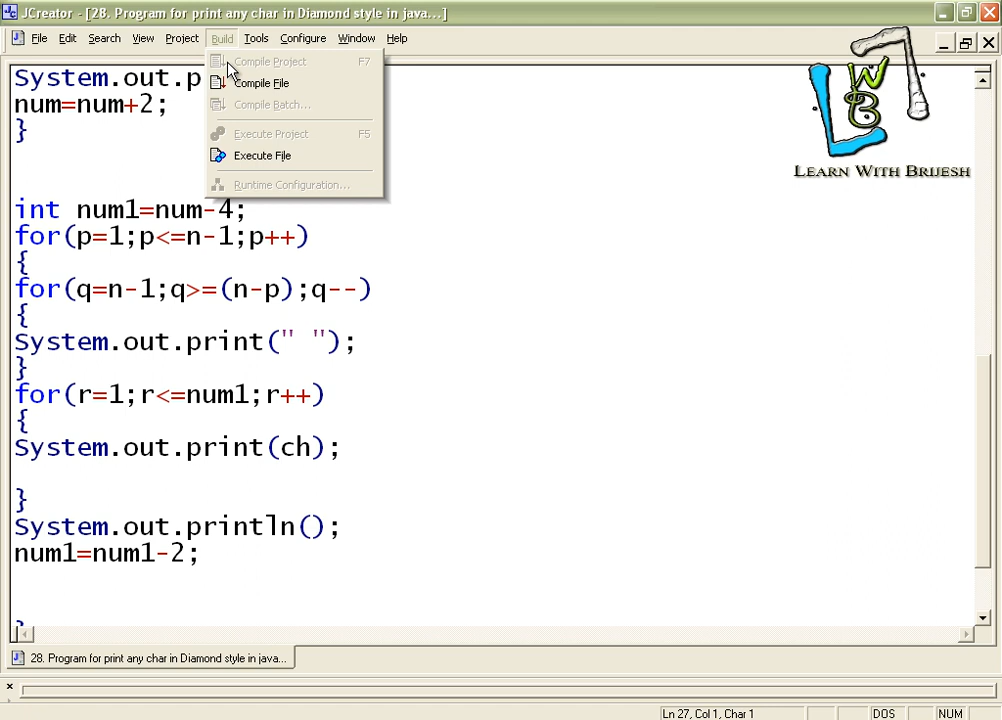 JCreator - [28. Program for print any char in Diamond style in java...]
File Edit Search View Project Build Tools Configure Window Help
Compile Project F7
Compile File
Compile Batch...
Execute Project F5
Execute File
Runtime Configuration...
System.out.p
num=num+2;
}
int num1=num-4;
for(p=1;p<=n-1;p++)
{
for(q=n-1;q>=(n-p);q--)
{
System.out.print(" ");
}
for(r=1;r<=num1;r++)
{
System.out.print(ch);
}
System.out.println();
num1=num1-2;
}
LWB
LEARN WITH BRIJESH
28. Program for print any char in Diamond style in java...
Ln 27, Col 1, Char 1 DOS NUM